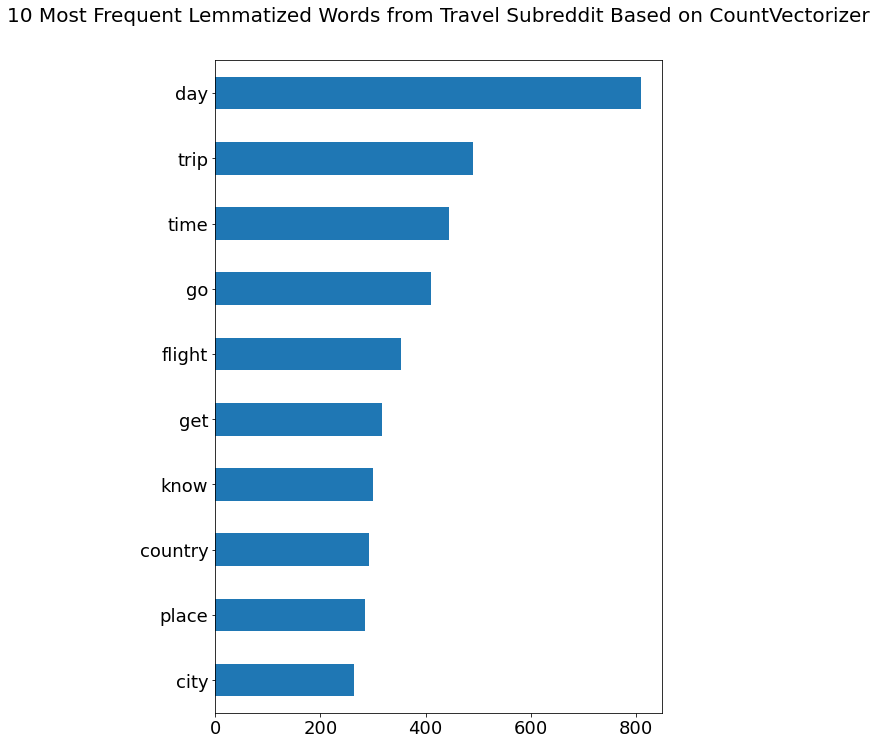 10 Most Frequent Lemmatized Words from Travel Subreddit Based on CountVectorizer
day
trip
time
go
flight
get
know
country
place
city
0 200 400 600 800